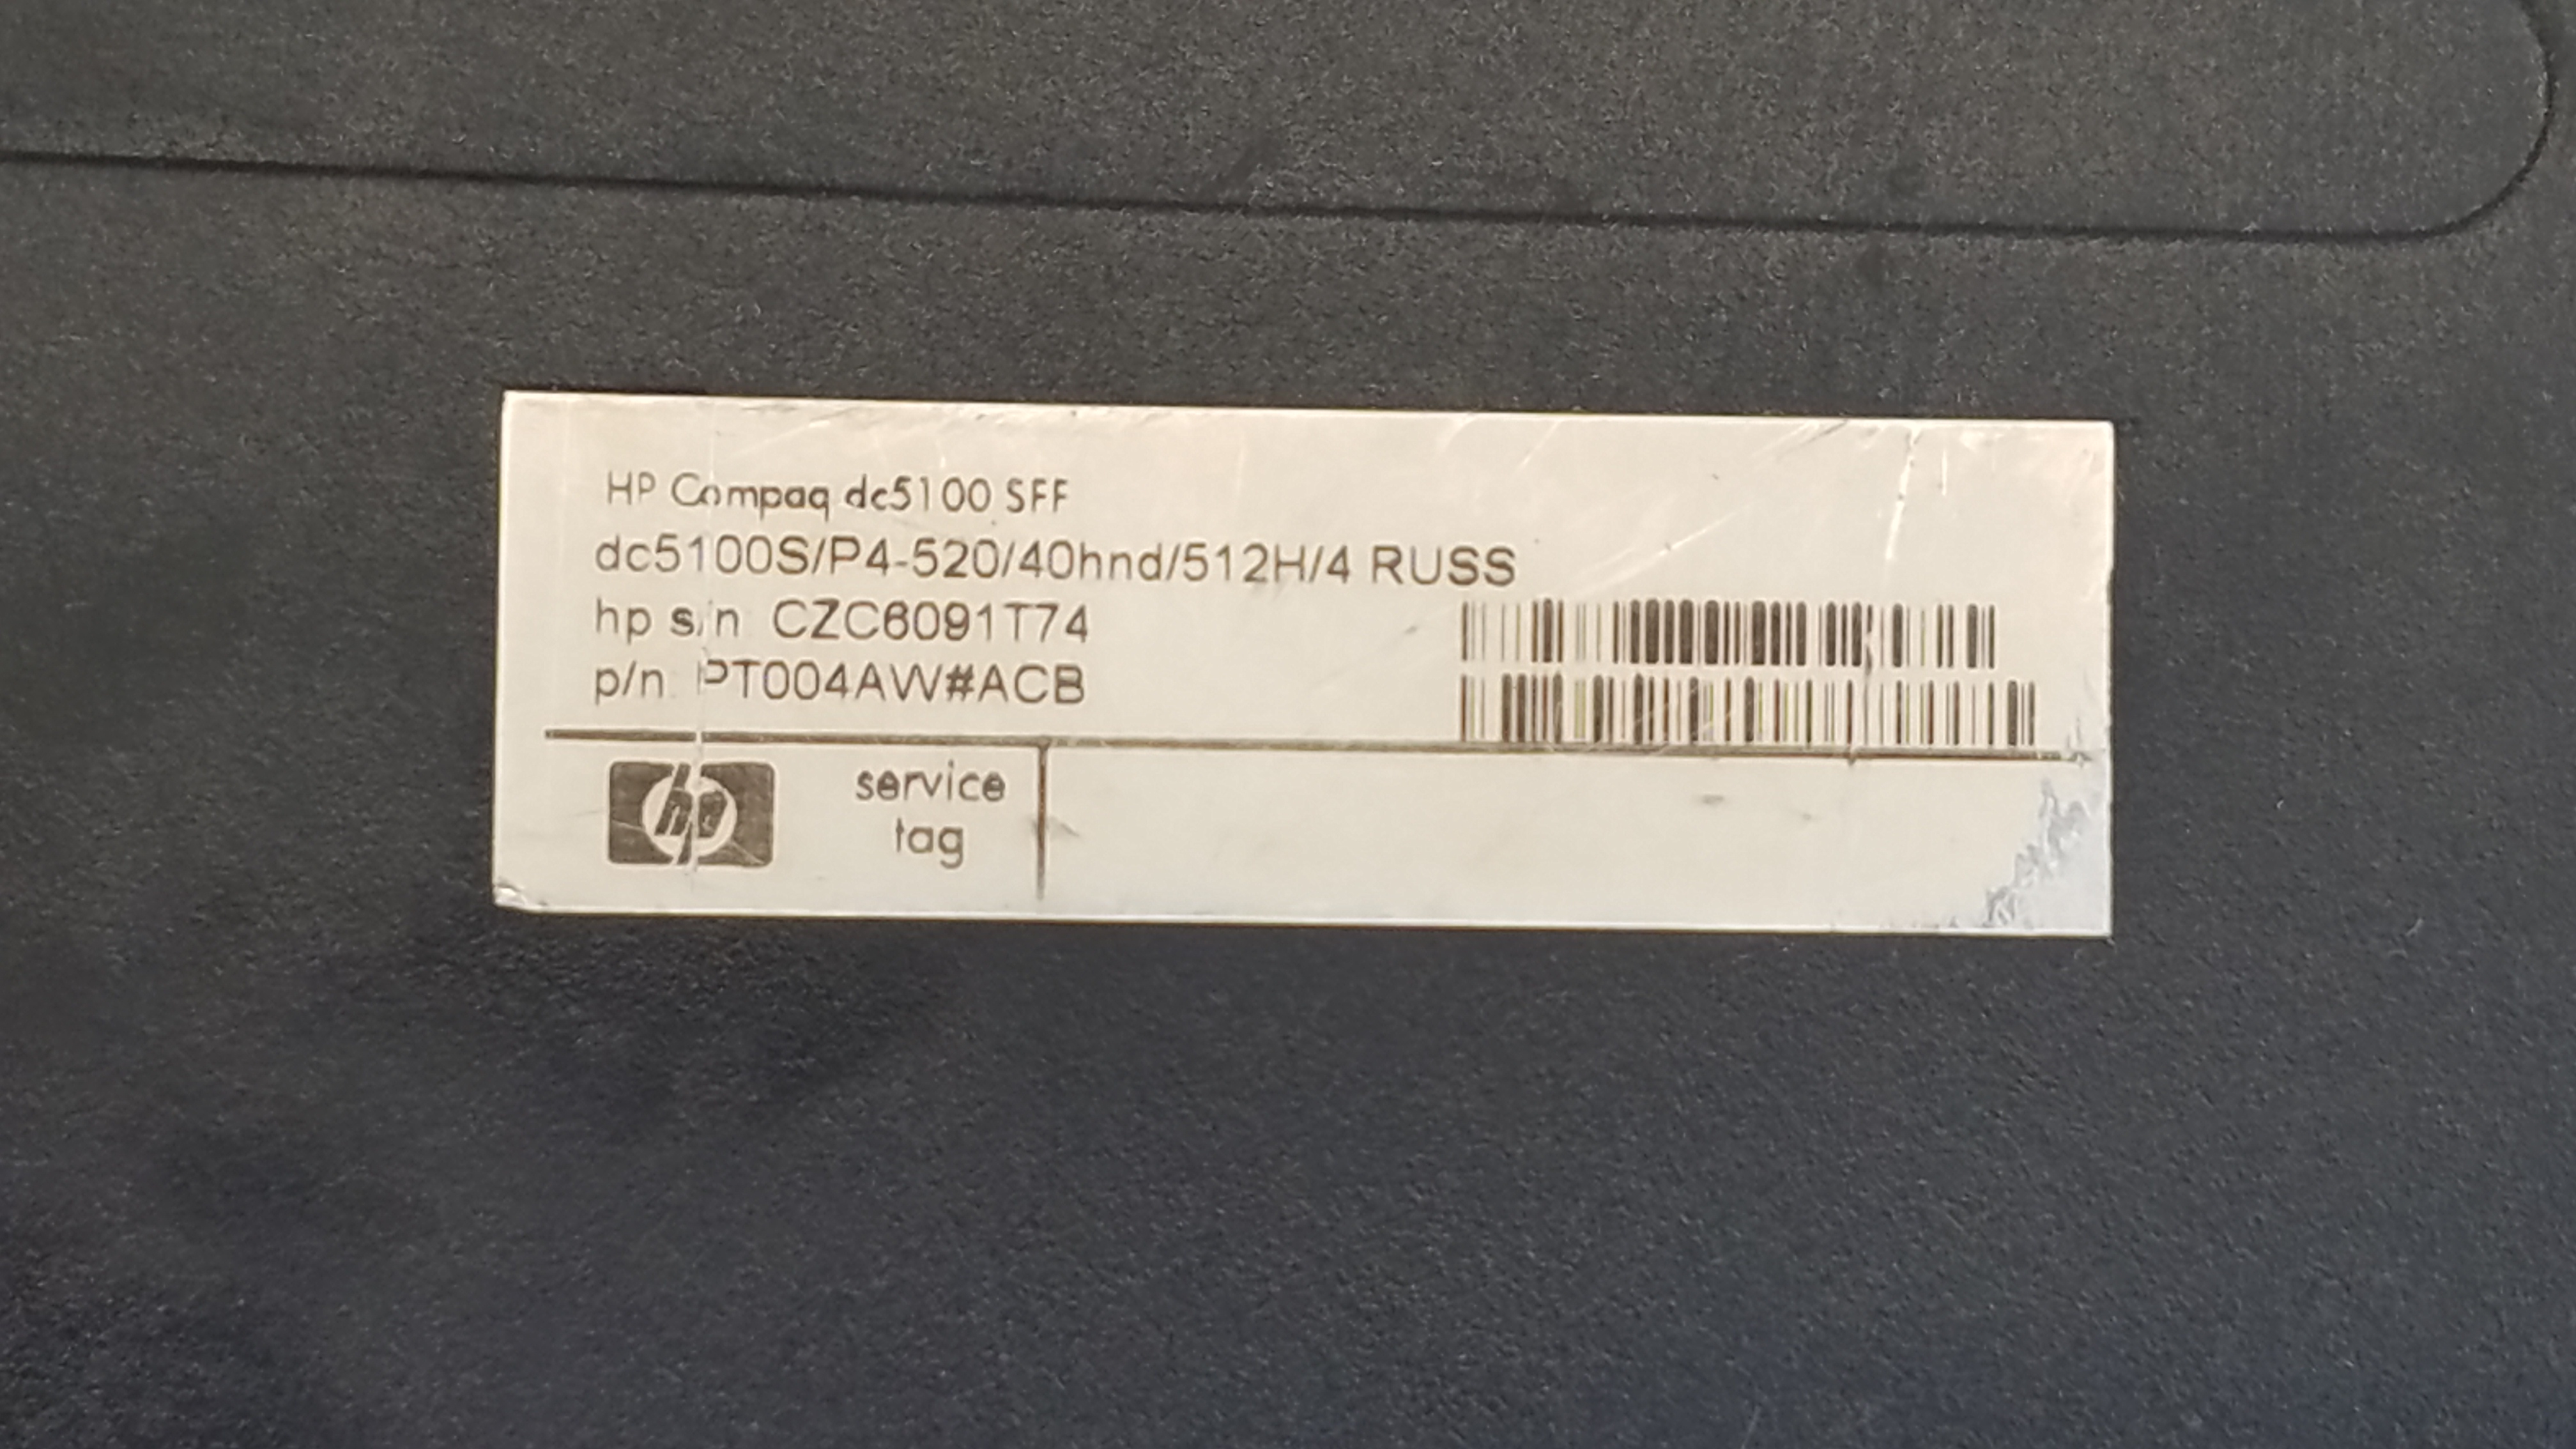 HP Compaq dc5100 SFF
dc5100S/P4-520/40hnd/512H/4 RUSS
hp s/n CZC6091T74
p/n PT004AW#ACB
hp
service
tag